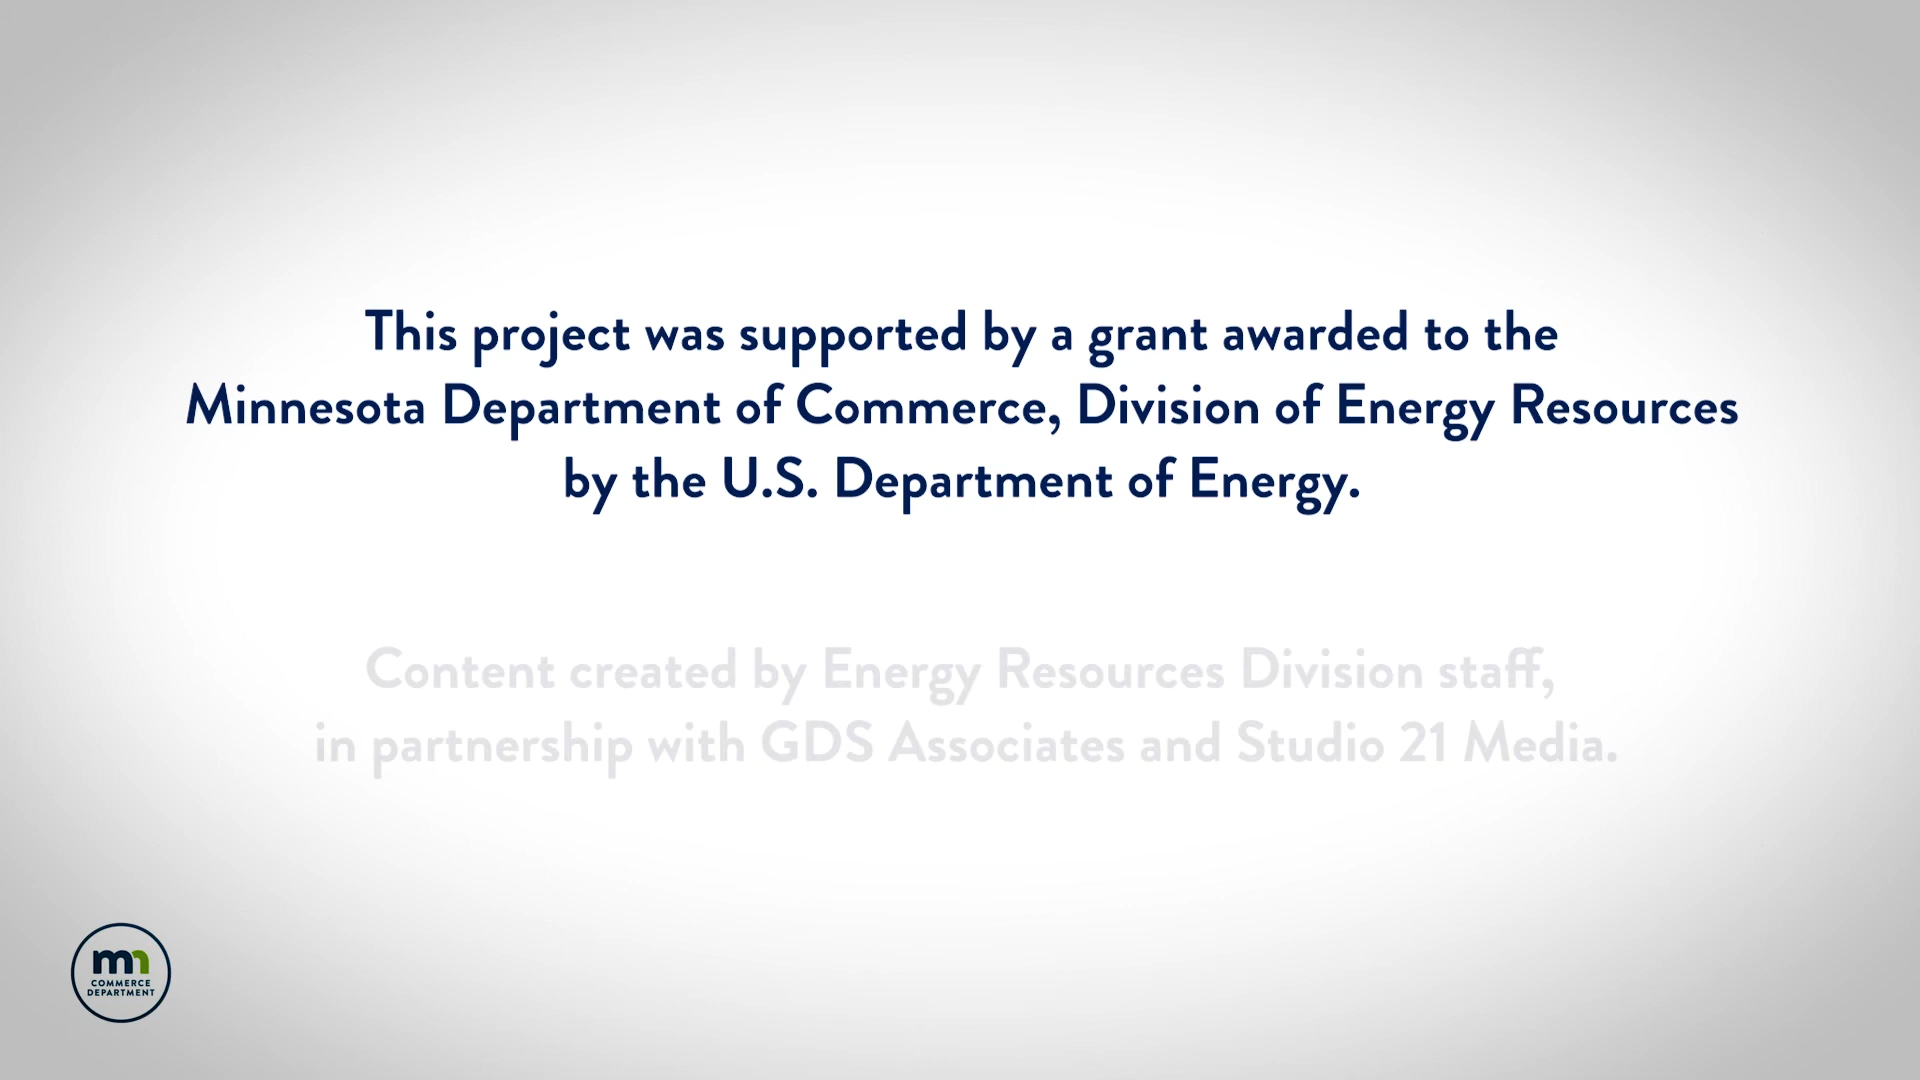 This project was supported by a grant awarded to the
Minnesota Department of Commerce, Division of Energy Resources
by the U.S. Department of Energy.
Content created by Energy Resources Division staff,
in partnership with GDS Associates and Studio 21 Media.
mn
COMMERCE
DEPARTMENT